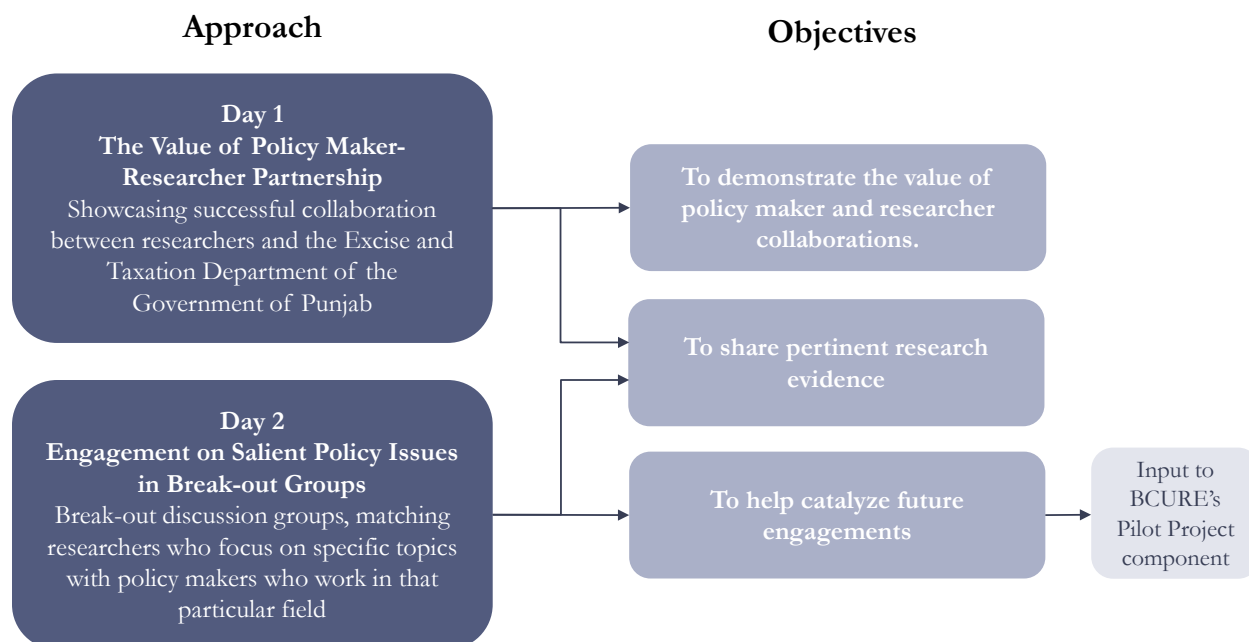 Approach
Objectives
Day 1
The Value of Policy Maker-
Researcher Partnership
Showcasing successful collaboration
between researchers and the Excise and
Taxation Department of the
Government of Punjab
Day 2
Engagement on Salient Policy Issues
in Break-out Groups
Break-out discussion groups, matching
researchers who focus on specific topics
with policy makers who work in that
particular field
To demonstrate the value of
policy maker and researcher
collaborations.
To share pertinent research
evidence
To help catalyze future
engagements
Input to
BCURE’s
Pilot Project
component